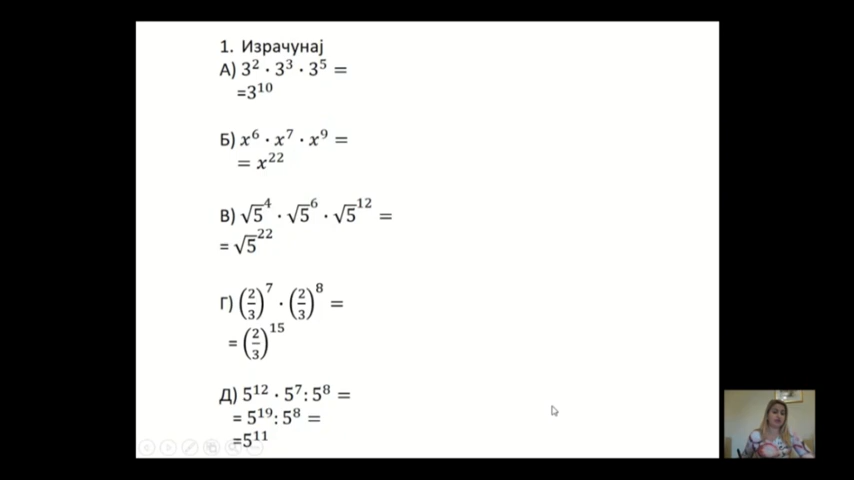 1. Израчунај
А) 3² · 3³ · 3⁵ =
=3¹⁰
Б) x⁶ · x⁷ · x⁹ =
= x²²
В) √5⁴ · √5⁶ · √5¹² =
= √5²²
Г) (2/3)⁷ · (2/3)⁸ =
= (2/3)¹⁵
Д) 5¹² · 5⁷: 5⁸ =
= 5¹⁹: 5⁸ =
=5¹¹